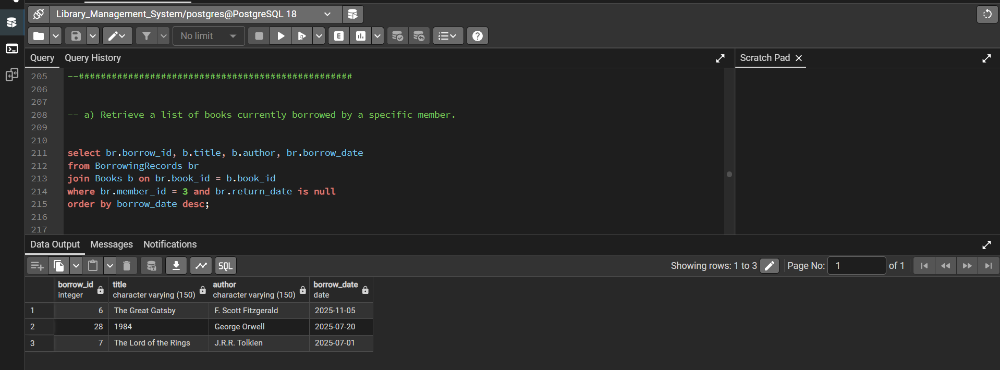 Library_Management_System/postgres@PostgreSQL 18
No limit
E
Query Query History
Scratch Pad
205 --##################################################
206
207
208 -- a) Retrieve a list of books currently borrowed by a specific member.
209
210
211 select br.borrow_id, b.title, b.author, br.borrow_date
212 from BorrowingRecords br
213 join Books b on br.book_id = b.book_id
214 where br.member_id = 3 and br.return_date is null
215 order by borrow_date desc;
216
217
Data Output Messages Notifications
SQL Showing rows: 1 to 3 Page No: 1 of 1
borrow_id title author borrow_date
integer character varying (150) character varying (150) date
1 6 The Great Gatsby F. Scott Fitzgerald 2025-11-05
2 28 1984 George Orwell 2025-07-20
3 7 The Lord of the Rings J.R.R. Tolkien 2025-07-01